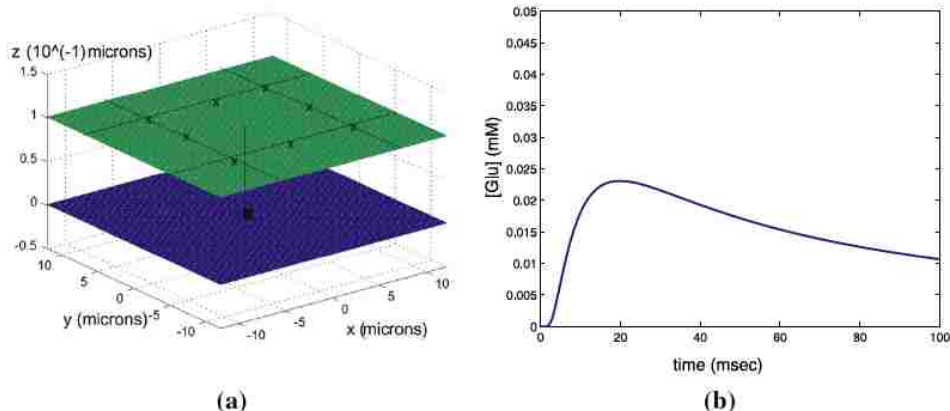 z (10^(-1)microns)
1.5
1
0.5
0
-0.5
10
5
0
-5
-10
y (microns)
-10
-5
0
5
10
x (microns)
x
x
x
x
x
x
x
x
(a)
0.05
0.045
0.04
0.035
0.03
0.025
0.02
0.015
0.01
0.005
0
[Glu] (mM)
0
20
40
60
80
100
time (msec)
(b)